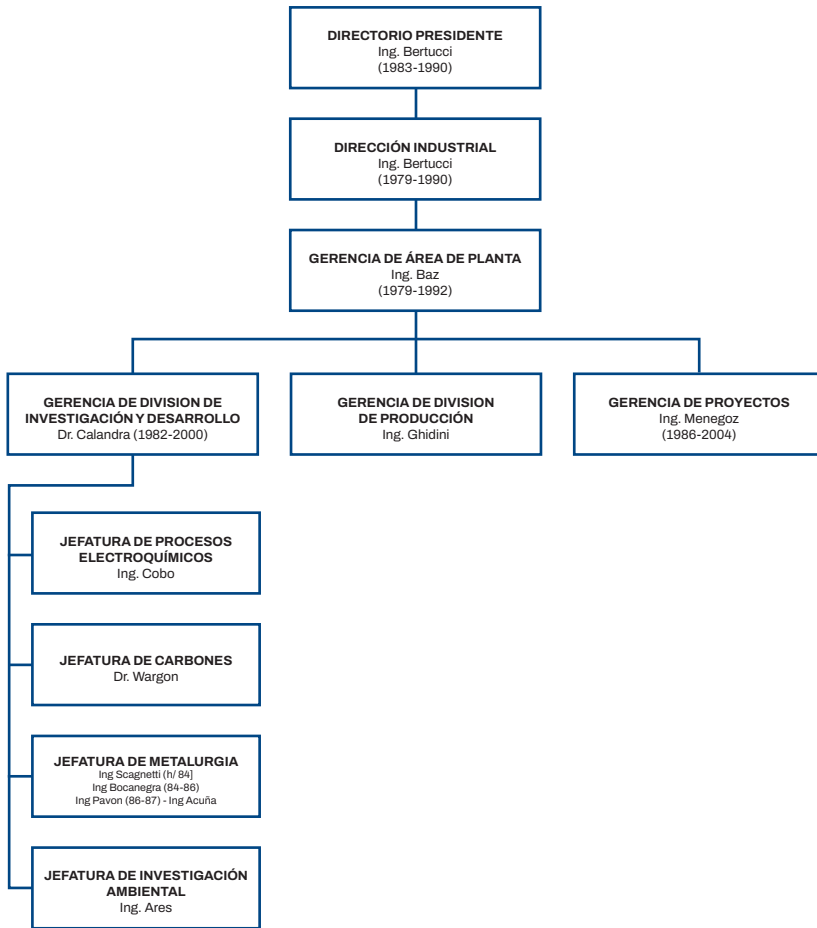 DIRECTORIO PRESIDENTE
Ing. Bertucci
(1983-1990)
DIRECCIÓN INDUSTRIAL
Ing. Bertucci
(1979-1990)
GERENCIA DE ÁREA DE PLANTA
Ing. Baz
(1979-1992)
GERENCIA DE DIVISION DE
INVESTIGACIÓN Y DESARROLLO
Dr. Calandra (1982-2000)
GERENCIA DE DIVISION
DE PRODUCCIÓN
Ing. Ghidini
GERENCIA DE PROYECTOS
Ing. Menegoz
(1986-2004)
JEFATURA DE PROCESOS
ELECTROQUÍMICOS
Ing. Cobo
JEFATURA DE CARBONES
Dr. Wargon
JEFATURA DE METALURGIA
Ing Scagnetti (h/ 84]
Ing Bocanegra (84-86)
Ing Pavon (86-87) - Ing Acuña
JEFATURA DE INVESTIGACIÓN
AMBIENTAL
Ing. Ares